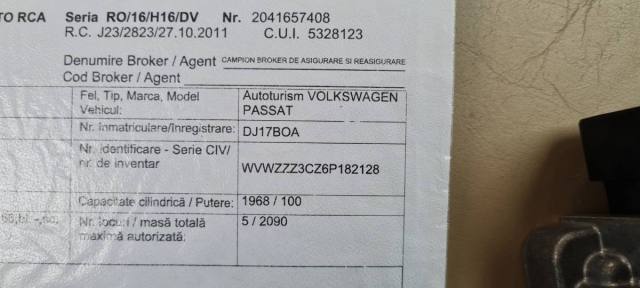 TO RCA Seria RO/16/H16/DV Nr. 2041657408
R.C. J23/2823/27.10.2011 C.U.I. 5328123
Denumire Broker / Agent CAMPION BROKER DE ASIGURARE SI REASIGURARE
Cod Broker / Agent
Fel, Tip, Marca, Model Vehicul: Autoturism VOLKSWAGEN
PASSAT
Nr. înmatriculare/înregistrare: DJ17BOA
Nr. identificare - Serie CIV/
nr. de inventar WVWZZZ3CZ6P182128
Capacitate cilindrică / Putere: 1968 / 100
Nr. locuri / masă totală
maximă autorizată: 5 / 2090